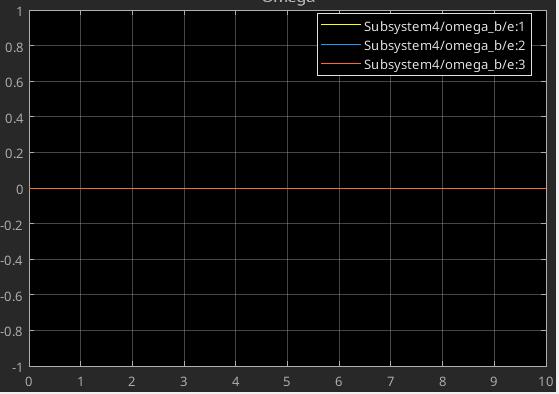 Omega
1
Subsystem4/omega_b/e:1
0.8
Subsystem4/omega_b/e:2
Subsystem4/omega_b/e:3
0.6
0.4
0.2
0
-0.2
-0.4
-0.6
-0.8
-1
0 1 2 3 4 5 6 7 8 9 10